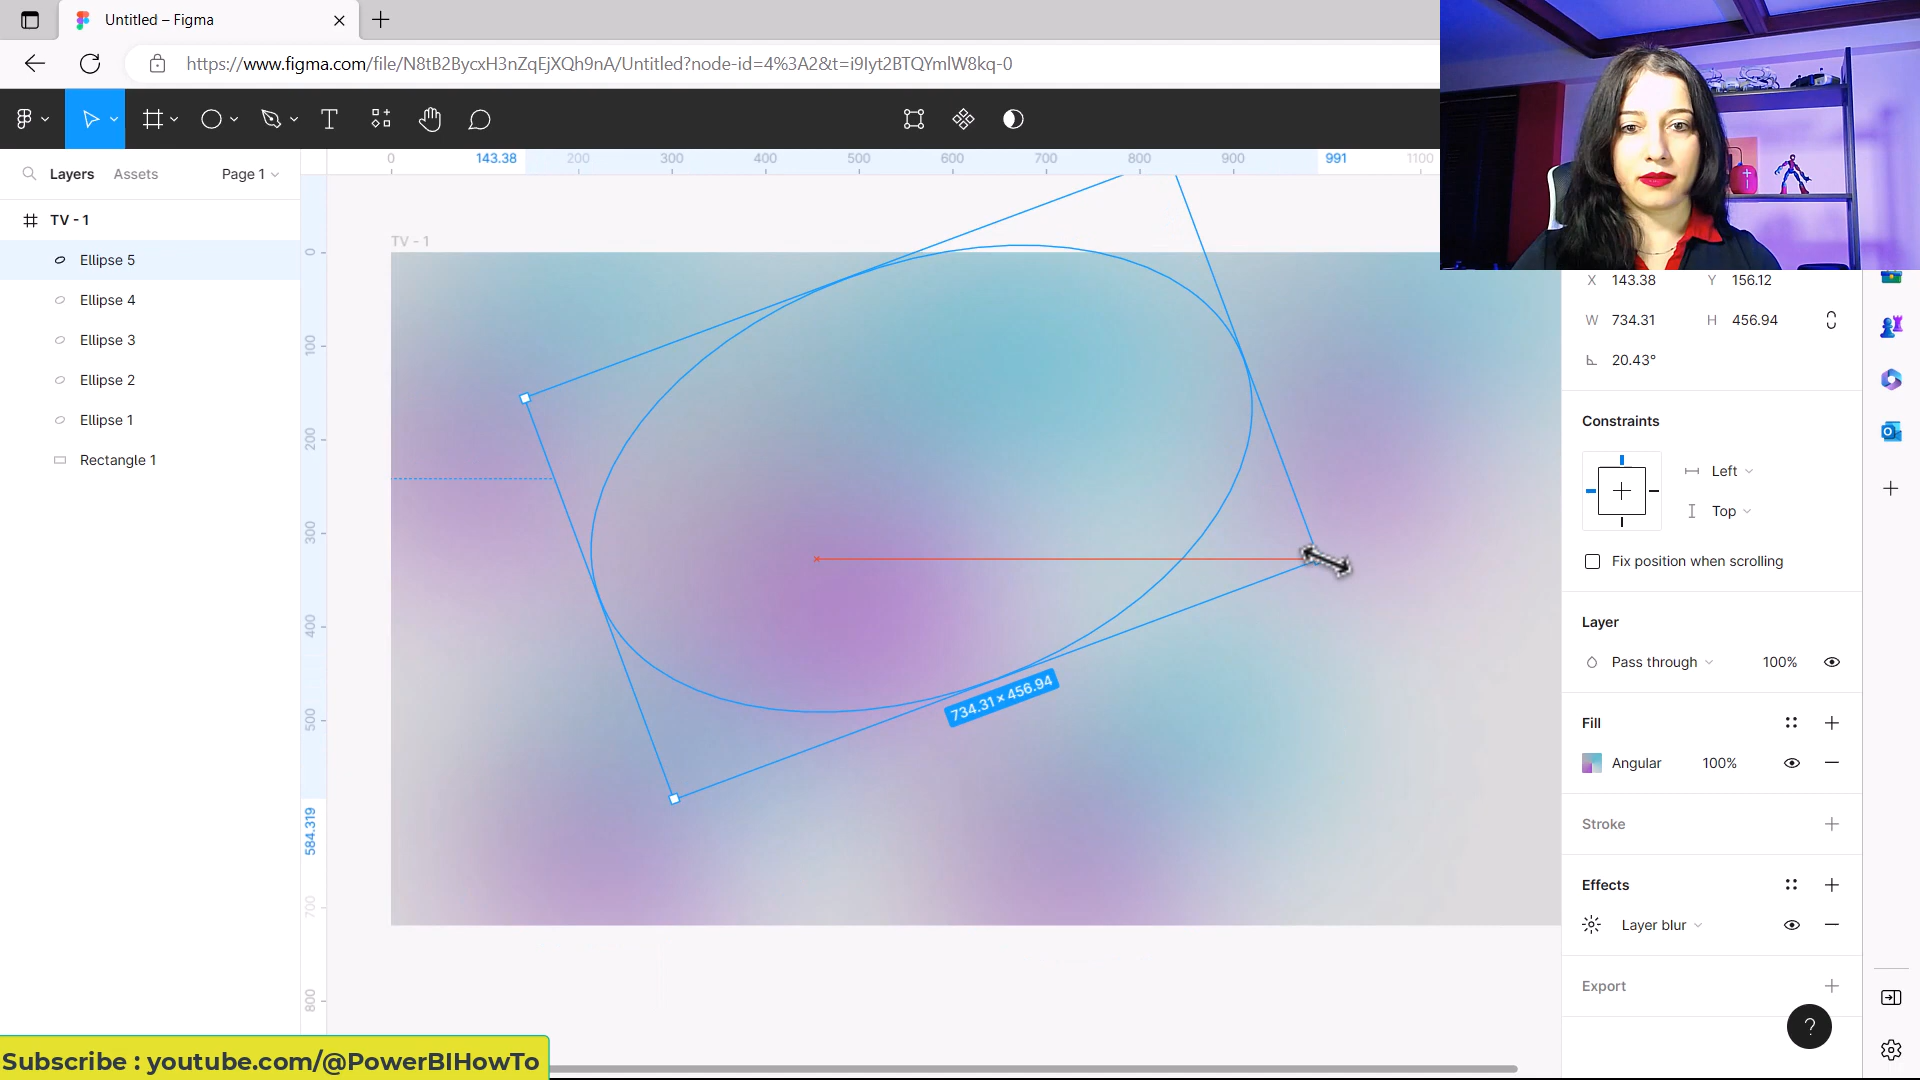 Untitled – Figma
https://www.figma.com/file/N8tB2BycxH3nZqEjXQh9nA/Untitled?node-id=4%3A2&t=i9Iyt2BTQYmlW8kq-0
Layers Assets Page 1
TV - 1
Ellipse 5
Ellipse 4
Ellipse 3
Ellipse 2
Ellipse 1
Rectangle 1
0 143.38 200 300 400 500 600 700 800 900 991 1100
0
100
200
300
400
500
584.319
700
800
TV - 1
734.31 × 456.94
X 143.38 Y 156.12
W 734.31 H 456.94
20.43°
Constraints
Left
Top
Fix position when scrolling
Layer
Pass through 100%
Fill
Angular 100%
Stroke
Effects
Layer blur
Export
?
Subscribe : youtube.com/@PowerBIHowTo